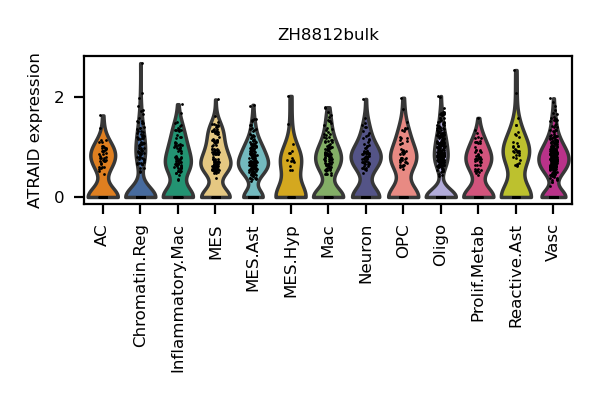 ZH8812bulk
ATRAID expression
2
0
AC
Chromatin.Reg
Inflammatory.Mac
MES
MES.Ast
MES.Hyp
Mac
Neuron
OPC
Oligo
Prolif.Metab
Reactive.Ast
Vasc